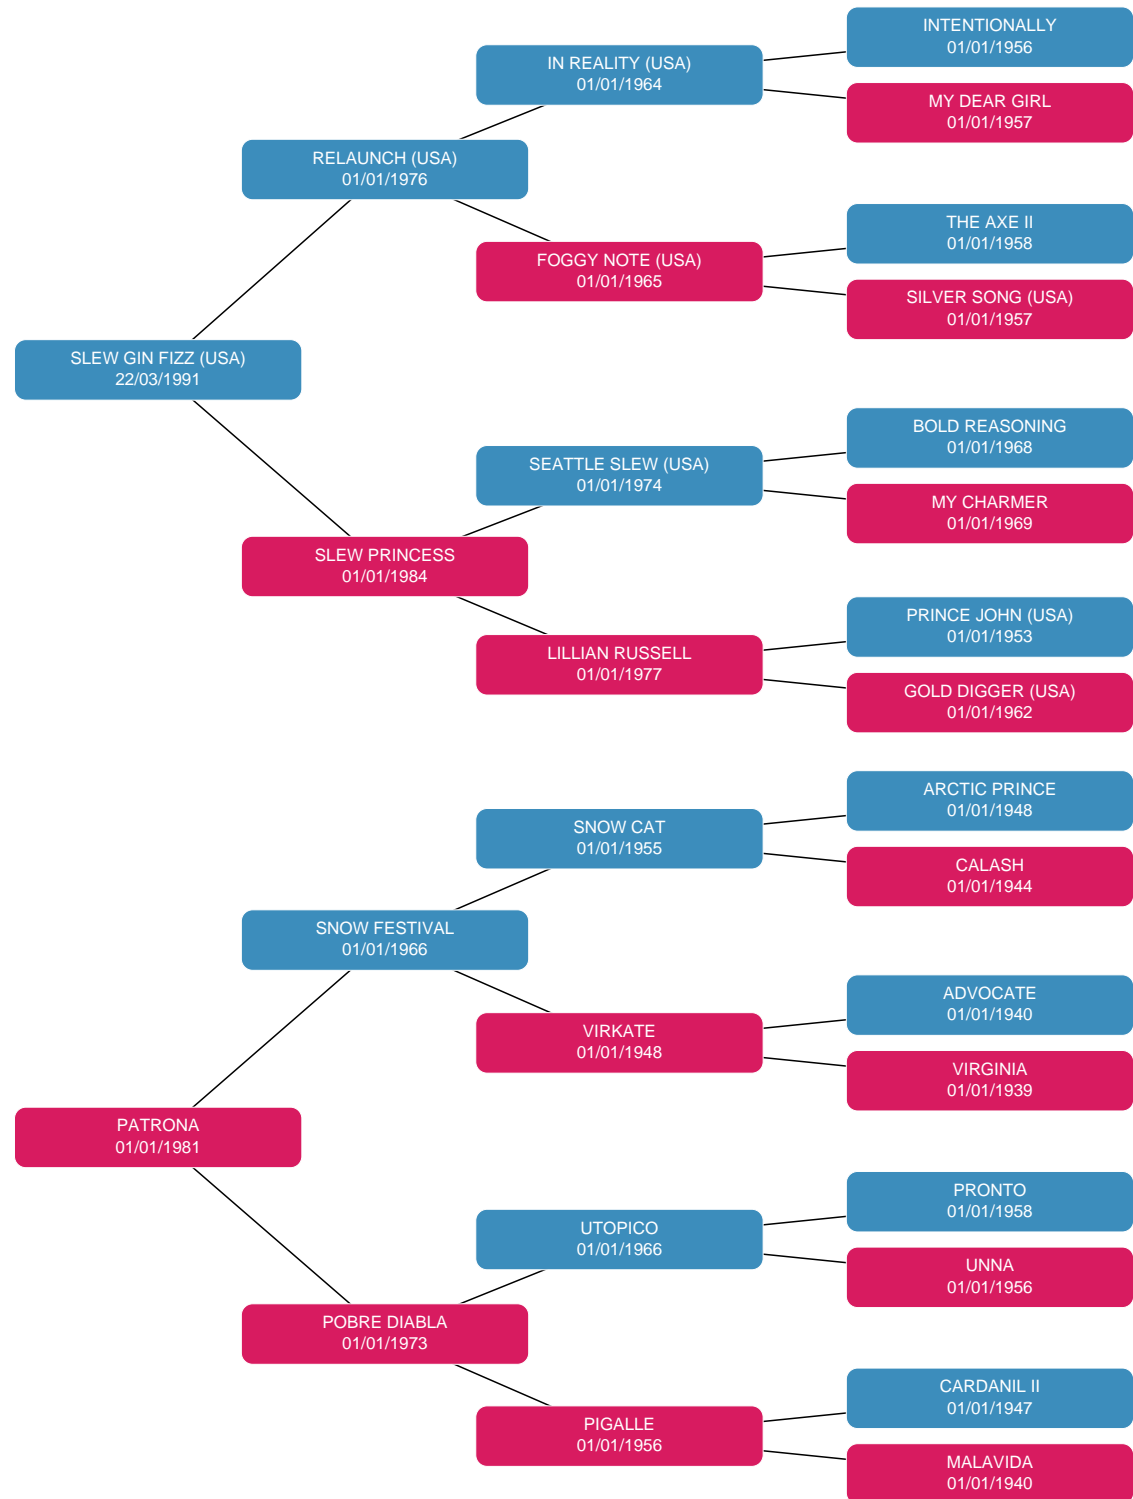 INTENTIONALLY
01/01/1956
IN REALITY (USA)
01/01/1964
MY DEAR GIRL
01/01/1957
RELAUNCH (USA)
01/01/1976
THE AXE II
01/01/1958
FOGGY NOTE (USA)
01/01/1965
SILVER SONG (USA)
01/01/1957
SLEW GIN FIZZ (USA)
22/03/1991
BOLD REASONING
01/01/1968
SEATTLE SLEW (USA)
01/01/1974
MY CHARMER
01/01/1969
SLEW PRINCESS
01/01/1984
PRINCE JOHN (USA)
01/01/1953
LILLIAN RUSSELL
01/01/1977
GOLD DIGGER (USA)
01/01/1962
ARCTIC PRINCE
01/01/1948
SNOW CAT
01/01/1955
CALASH
01/01/1944
SNOW FESTIVAL
01/01/1966
ADVOCATE
01/01/1940
VIRKATE
01/01/1948
VIRGINIA
01/01/1939
PATRONA
01/01/1981
PRONTO
01/01/1958
UTOPICO
01/01/1966
UNNA
01/01/1956
POBRE DIABLA
01/01/1973
CARDANIL II
01/01/1947
PIGALLE
01/01/1956
MALAVIDA
01/01/1940